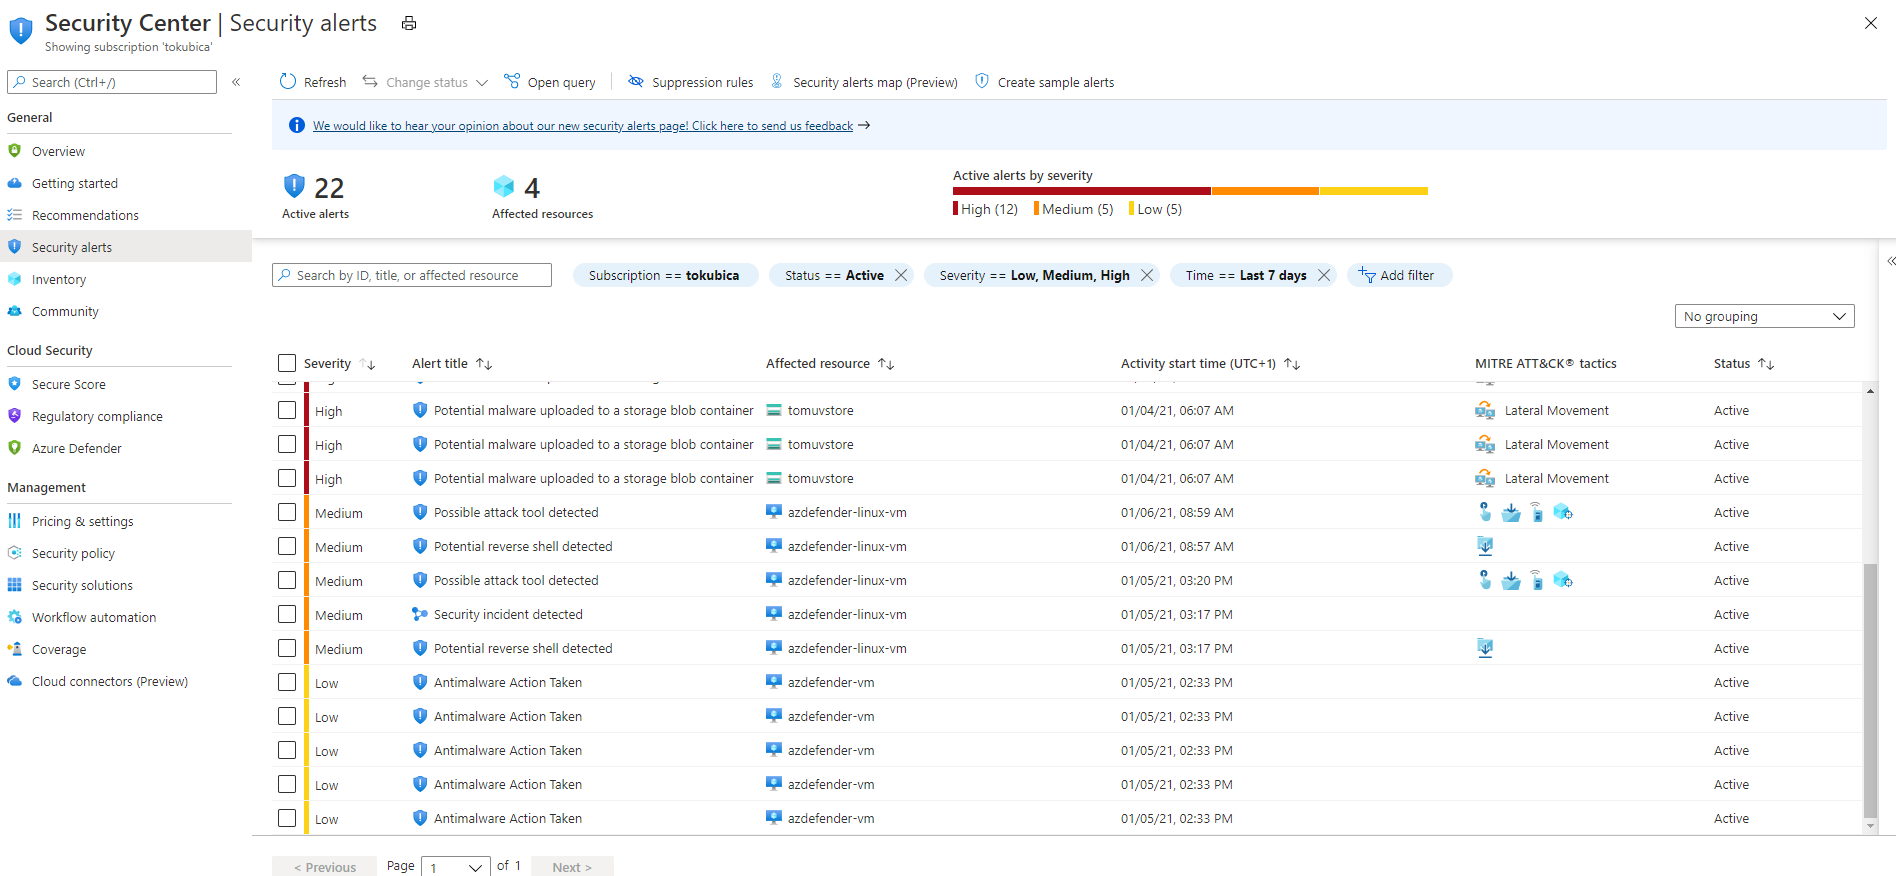 Security Center | Security alerts
Showing subscription 'tokubica'
Search (Ctrl+/)
General
Overview
Getting started
Recommendations
Security alerts
Inventory
Community
Cloud Security
Secure Score
Regulatory compliance
Azure Defender
Management
Pricing & settings
Security policy
Security solutions
Workflow automation
Coverage
Cloud connectors (Preview)
Refresh Change status Open query Suppression rules Security alerts map (Preview) Create sample alerts
We would like to hear your opinion about our new security alerts page! Click here to send us feedback →
22
Active alerts
4
Affected resources
Active alerts by severity
High (12) Medium (5) Low (5)
Search by ID, title, or affected resource
Subscription == tokubica
Status == Active
Severity == Low, Medium, High
Time == Last 7 days
Add filter
No grouping
Severity Alert title Affected resource Activity start time (UTC+1) MITRE ATT&CK® tactics Status
High Potential malware uploaded to a storage blob container tomuvstore 01/04/21, 06:07 AM Lateral Movement Active
High Potential malware uploaded to a storage blob container tomuvstore 01/04/21, 06:07 AM Lateral Movement Active
High Potential malware uploaded to a storage blob container tomuvstore 01/04/21, 06:07 AM Lateral Movement Active
Medium Possible attack tool detected azdefender-linux-vm 01/06/21, 08:59 AM Active
Medium Potential reverse shell detected azdefender-linux-vm 01/06/21, 08:57 AM Active
Medium Possible attack tool detected azdefender-linux-vm 01/05/21, 03:20 PM Active
Medium Security incident detected azdefender-linux-vm 01/05/21, 03:17 PM Active
Medium Potential reverse shell detected azdefender-linux-vm 01/05/21, 03:17 PM Active
Low Antimalware Action Taken azdefender-vm 01/05/21, 02:33 PM Active
Low Antimalware Action Taken azdefender-vm 01/05/21, 02:33 PM Active
Low Antimalware Action Taken azdefender-vm 01/05/21, 02:33 PM Active
Low Antimalware Action Taken azdefender-vm 01/05/21, 02:33 PM Active
Low Antimalware Action Taken azdefender-vm 01/05/21, 02:33 PM Active
< Previous Page 1 of 1 Next >